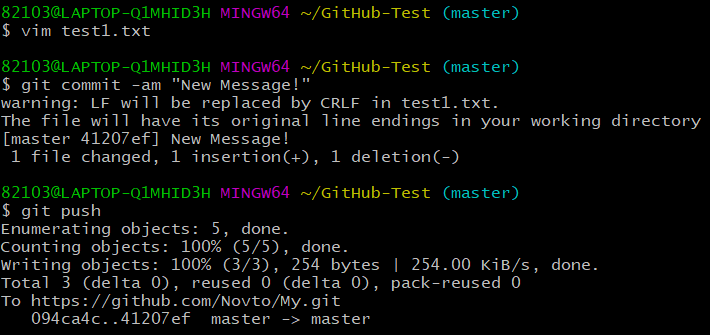 82103@LAPTOP-Q1MHID3H MINGW64 ~/GitHub-Test (master)
$ vim test1.txt
82103@LAPTOP-Q1MHID3H MINGW64 ~/GitHub-Test (master)
$ git commit -am "New Message!"
warning: LF will be replaced by CRLF in test1.txt.
The file will have its original line endings in your working directory
[master 41207ef] New Message!
 1 file changed, 1 insertion(+), 1 deletion(-)
82103@LAPTOP-Q1MHID3H MINGW64 ~/GitHub-Test (master)
$ git push
Enumerating objects: 5, done.
Counting objects: 100% (5/5), done.
Writing objects: 100% (3/3), 254 bytes | 254.00 KiB/s, done.
Total 3 (delta 0), reused 0 (delta 0), pack-reused 0
To https://github.com/Novto/My.git
   094ca4c..41207ef  master -> master